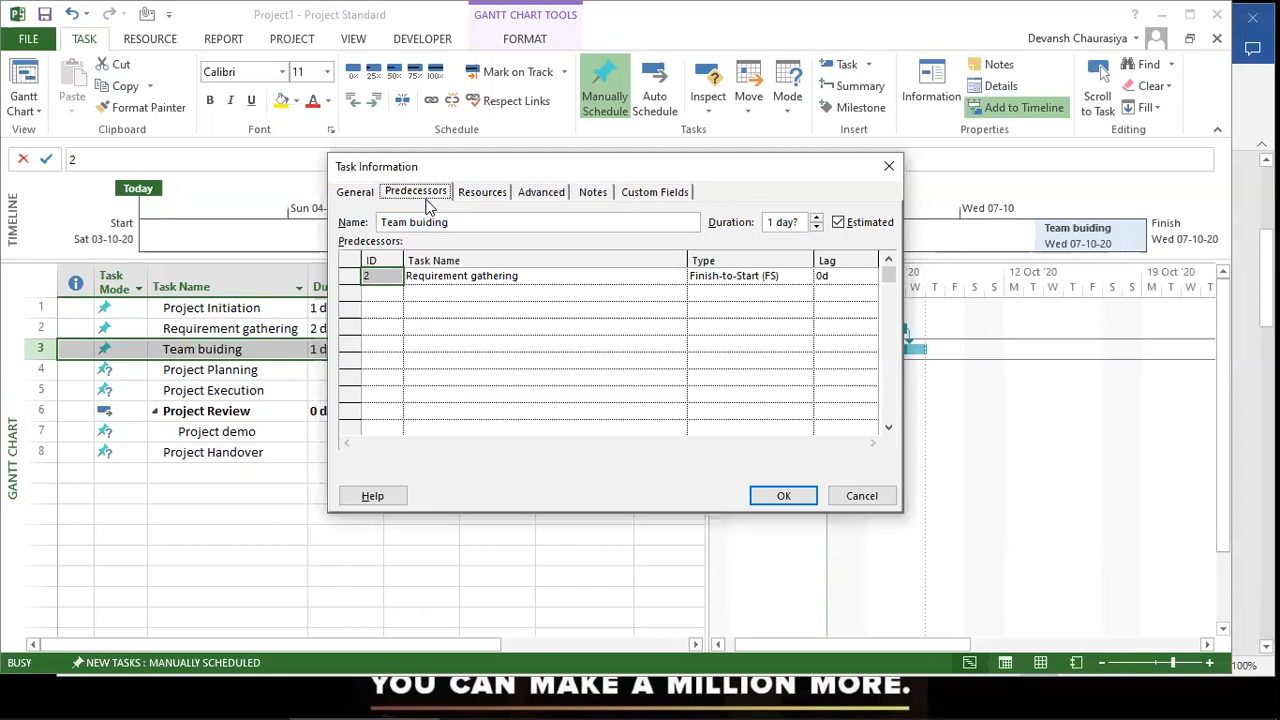 Project1 - Project Standard
GANTT CHART TOOLS
FILE TASK RESOURCE REPORT PROJECT VIEW DEVELOPER FORMAT
Devansh Chaurasiya
Gantt Chart
View
Paste
Cut
Copy
Format Painter
Clipboard
Calibri 11
B I U A
Font
0% 25% 50% 75% 100%
Mark on Track
Respect Links
Schedule
Manually Schedule
Auto Schedule
Inspect
Move
Mode
Tasks
Task
Summary
Milestone
Insert
Information
Notes
Details
Add to Timeline
Properties
Scroll to Task
Find
Clear
Fill
Editing
2
TIMELINE
Today
Start
Sat 03-10-20
Sun 04-
Wed 07-10
Team buiding
Wed 07-10-20
Finish
Sat 07-10-20
Task Information
General Predecessors Resources Advanced Notes Custom Fields
Name: Team buiding Duration: 1 day? Estimated
Predecessors:
ID Task Name Type Lag
2 Requirement gathering Finish-to-Start (FS) 0d
Help OK Cancel
GANTT CHART
Task Mode Task Name Du
1 Project Initiation 1 d
2 Requirement gathering 2 d
3 Team buiding 1 d
4 Project Planning
5 Project Execution
6 Project Review 0 d
7 Project demo
8 Project Handover
'20 12 Oct '20 19 Oct '20
W F S T T S M W F S T T
BUSY NEW TASKS : MANUALLY SCHEDULED
100%
YOU CAN MAKE A MILLION MORE.